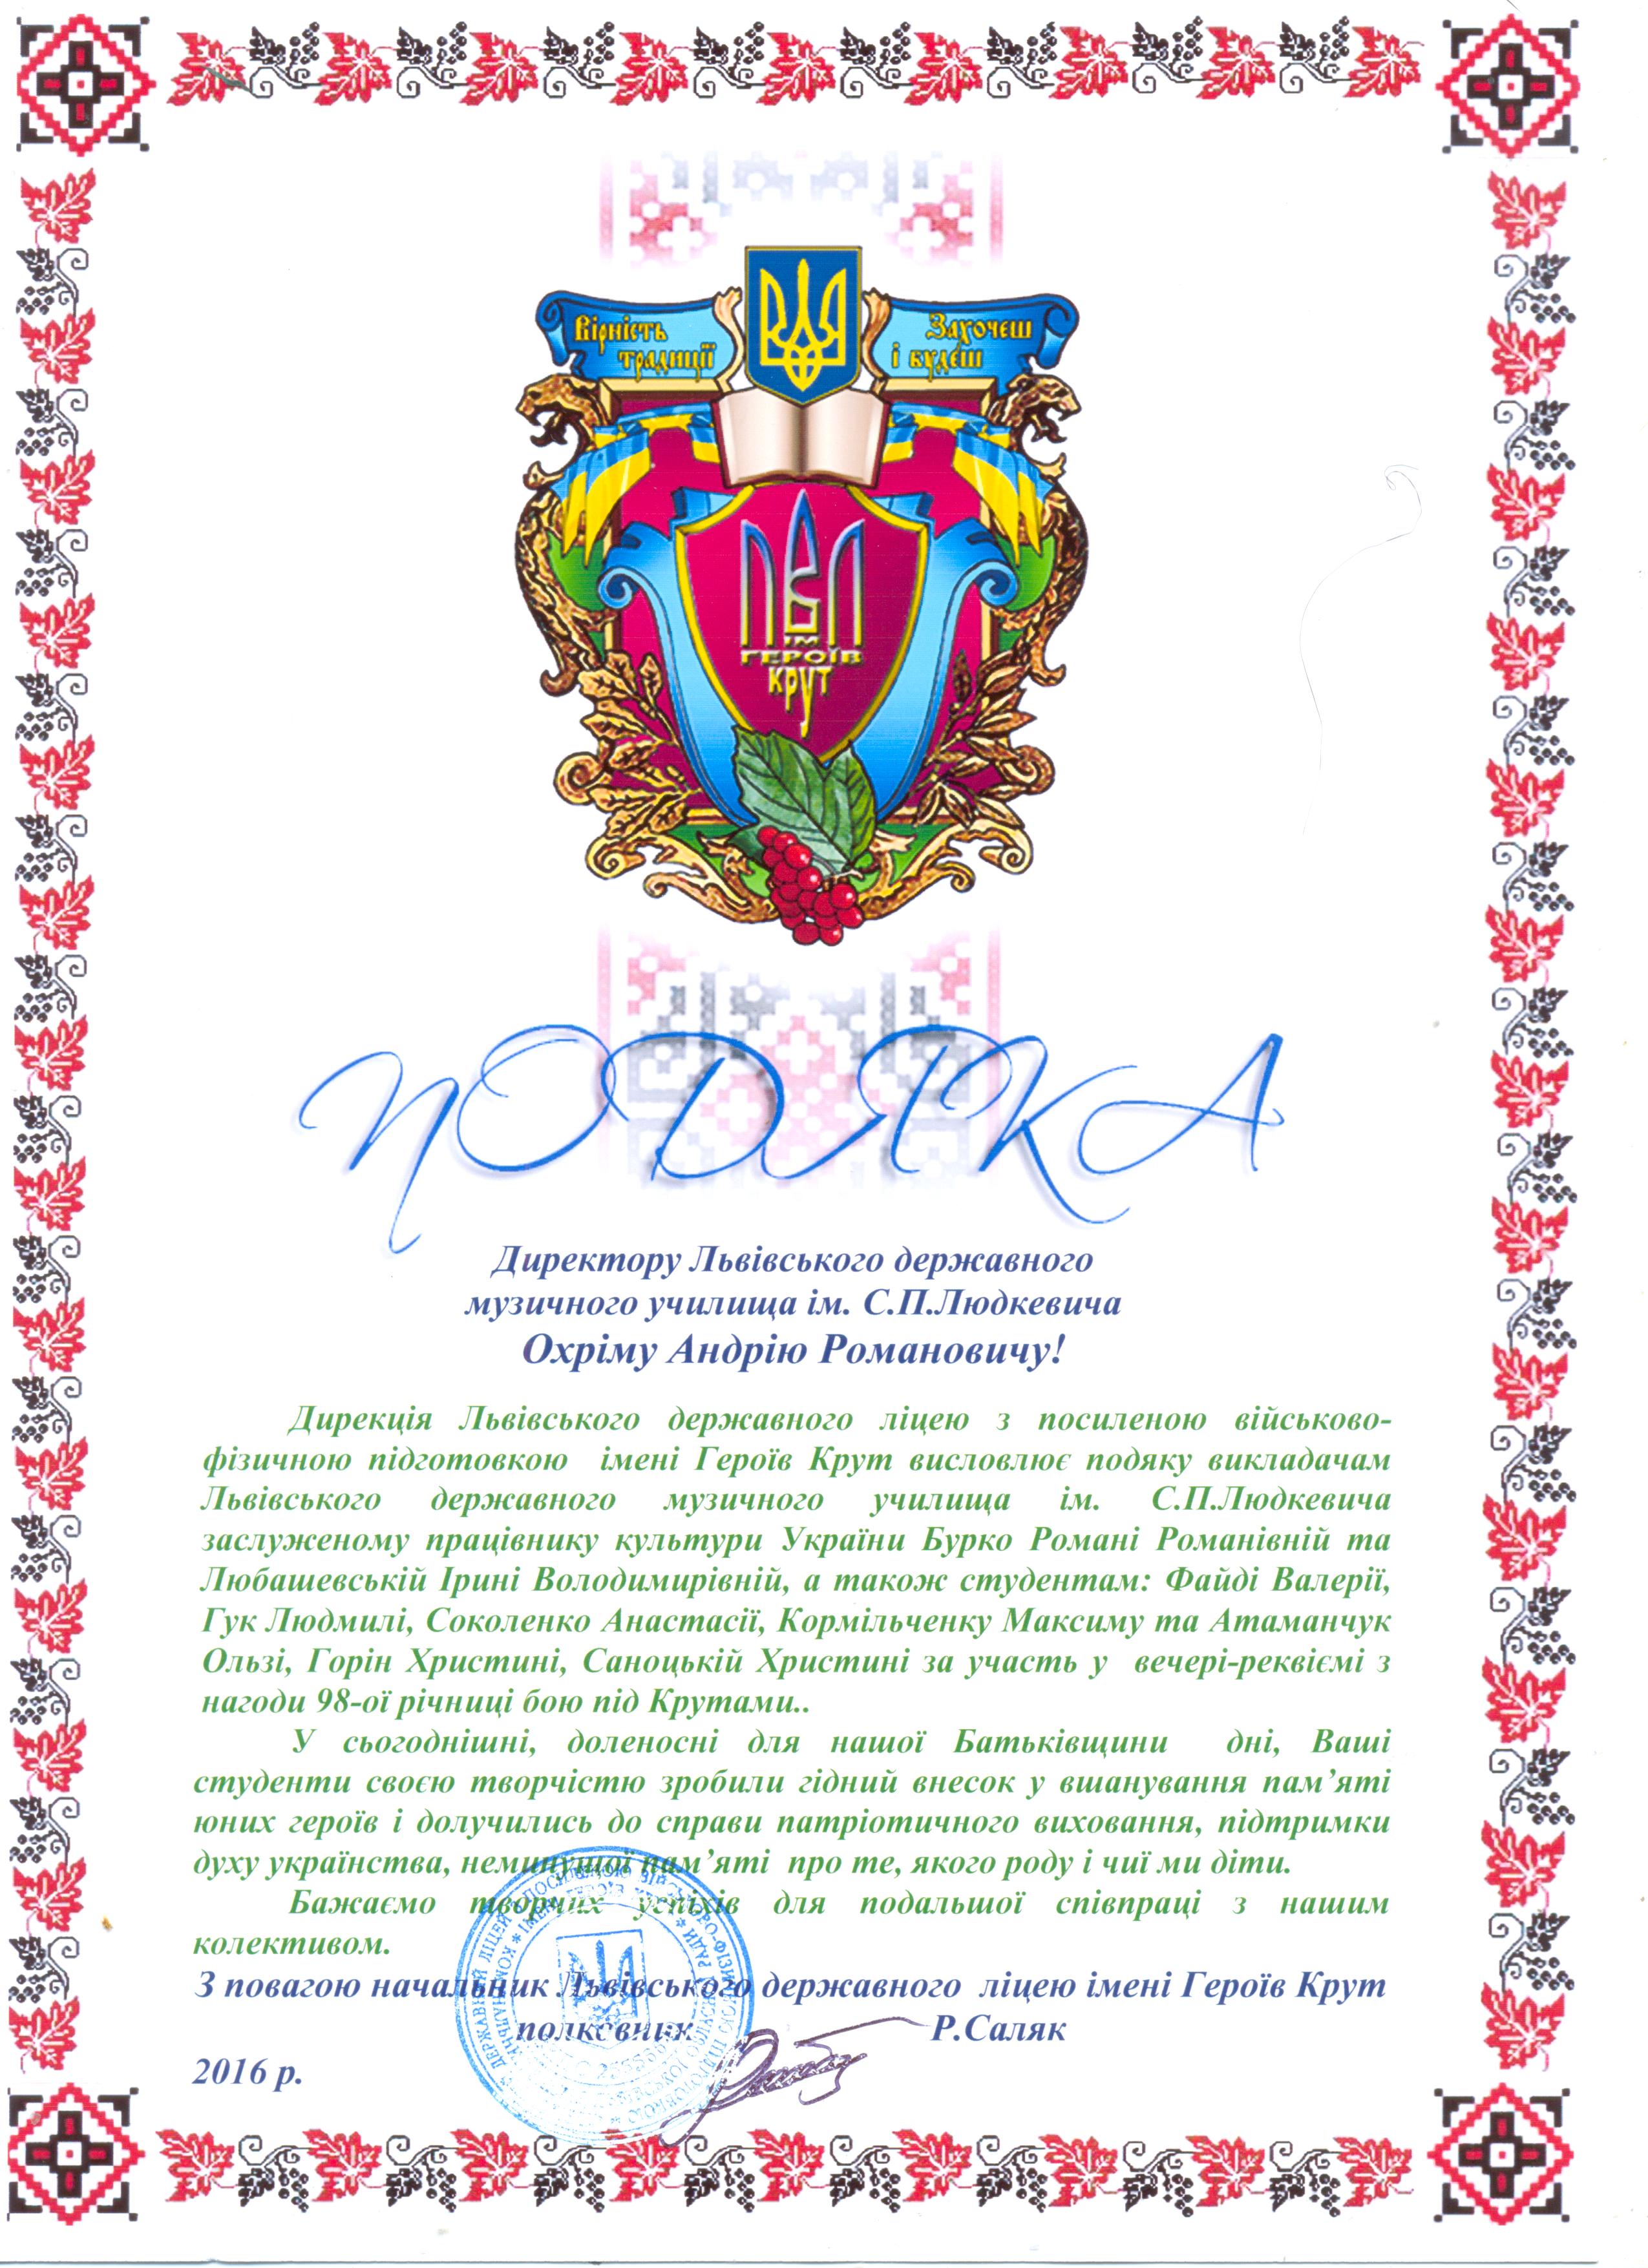 Вірність
традиції
Захочеш
і будеш
ЛВЛ
ІМ
ГЕРОЇВ
КРУТ
ПОДЯКА
Директору Львівського державного
музичного училища ім. С.П.Людкевича
Охріму Андрію Романовичу!
Дирекція Львівського державного ліцею з посиленою військово-
фізичною підготовкою імені Героїв Крут висловлює подяку викладачам
Львівського державного музичного училища ім. С.П.Людкевича
заслуженому працівнику культури України Бурко Романі Романівній та
Любашевській Ірині Володимирівній, а також студентам: Файді Валерії,
Гук Людмилі, Соколенко Анастасії, Кормільченку Максиму та Атаманчук
Ользі, Горін Христині, Саноцькій Христині за участь у вечері-реквіємі з
нагоди 98-ої річниці бою під Крутами..
У сьогоднішні, доленосні для нашої Батьківщини дні, Ваші
студенти своєю творчістю зробили гідний внесок у вшанування пам’яті
юних героїв і долучились до справи патріотичного виховання, підтримки
духу українства, неминущої пам’яті про те, якого роду і чиї ми діти.
Бажаємо творчих успіхів для подальшої співпраці з нашим
колективом.
З повагою начальник Львівського державного ліцею імені Героїв Крут
полковник Р.Саляк
2016 р.